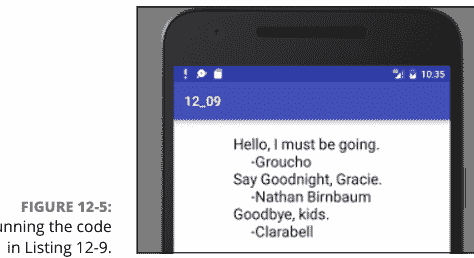 10:35
12_09
Hello, I must be going.
-Groucho
Say Goodnight, Gracie.
-Nathan Birnbaum
Goodbye, kids.
-Clarabell
FIGURE 12-5:
unning the code
in Listing 12-9.